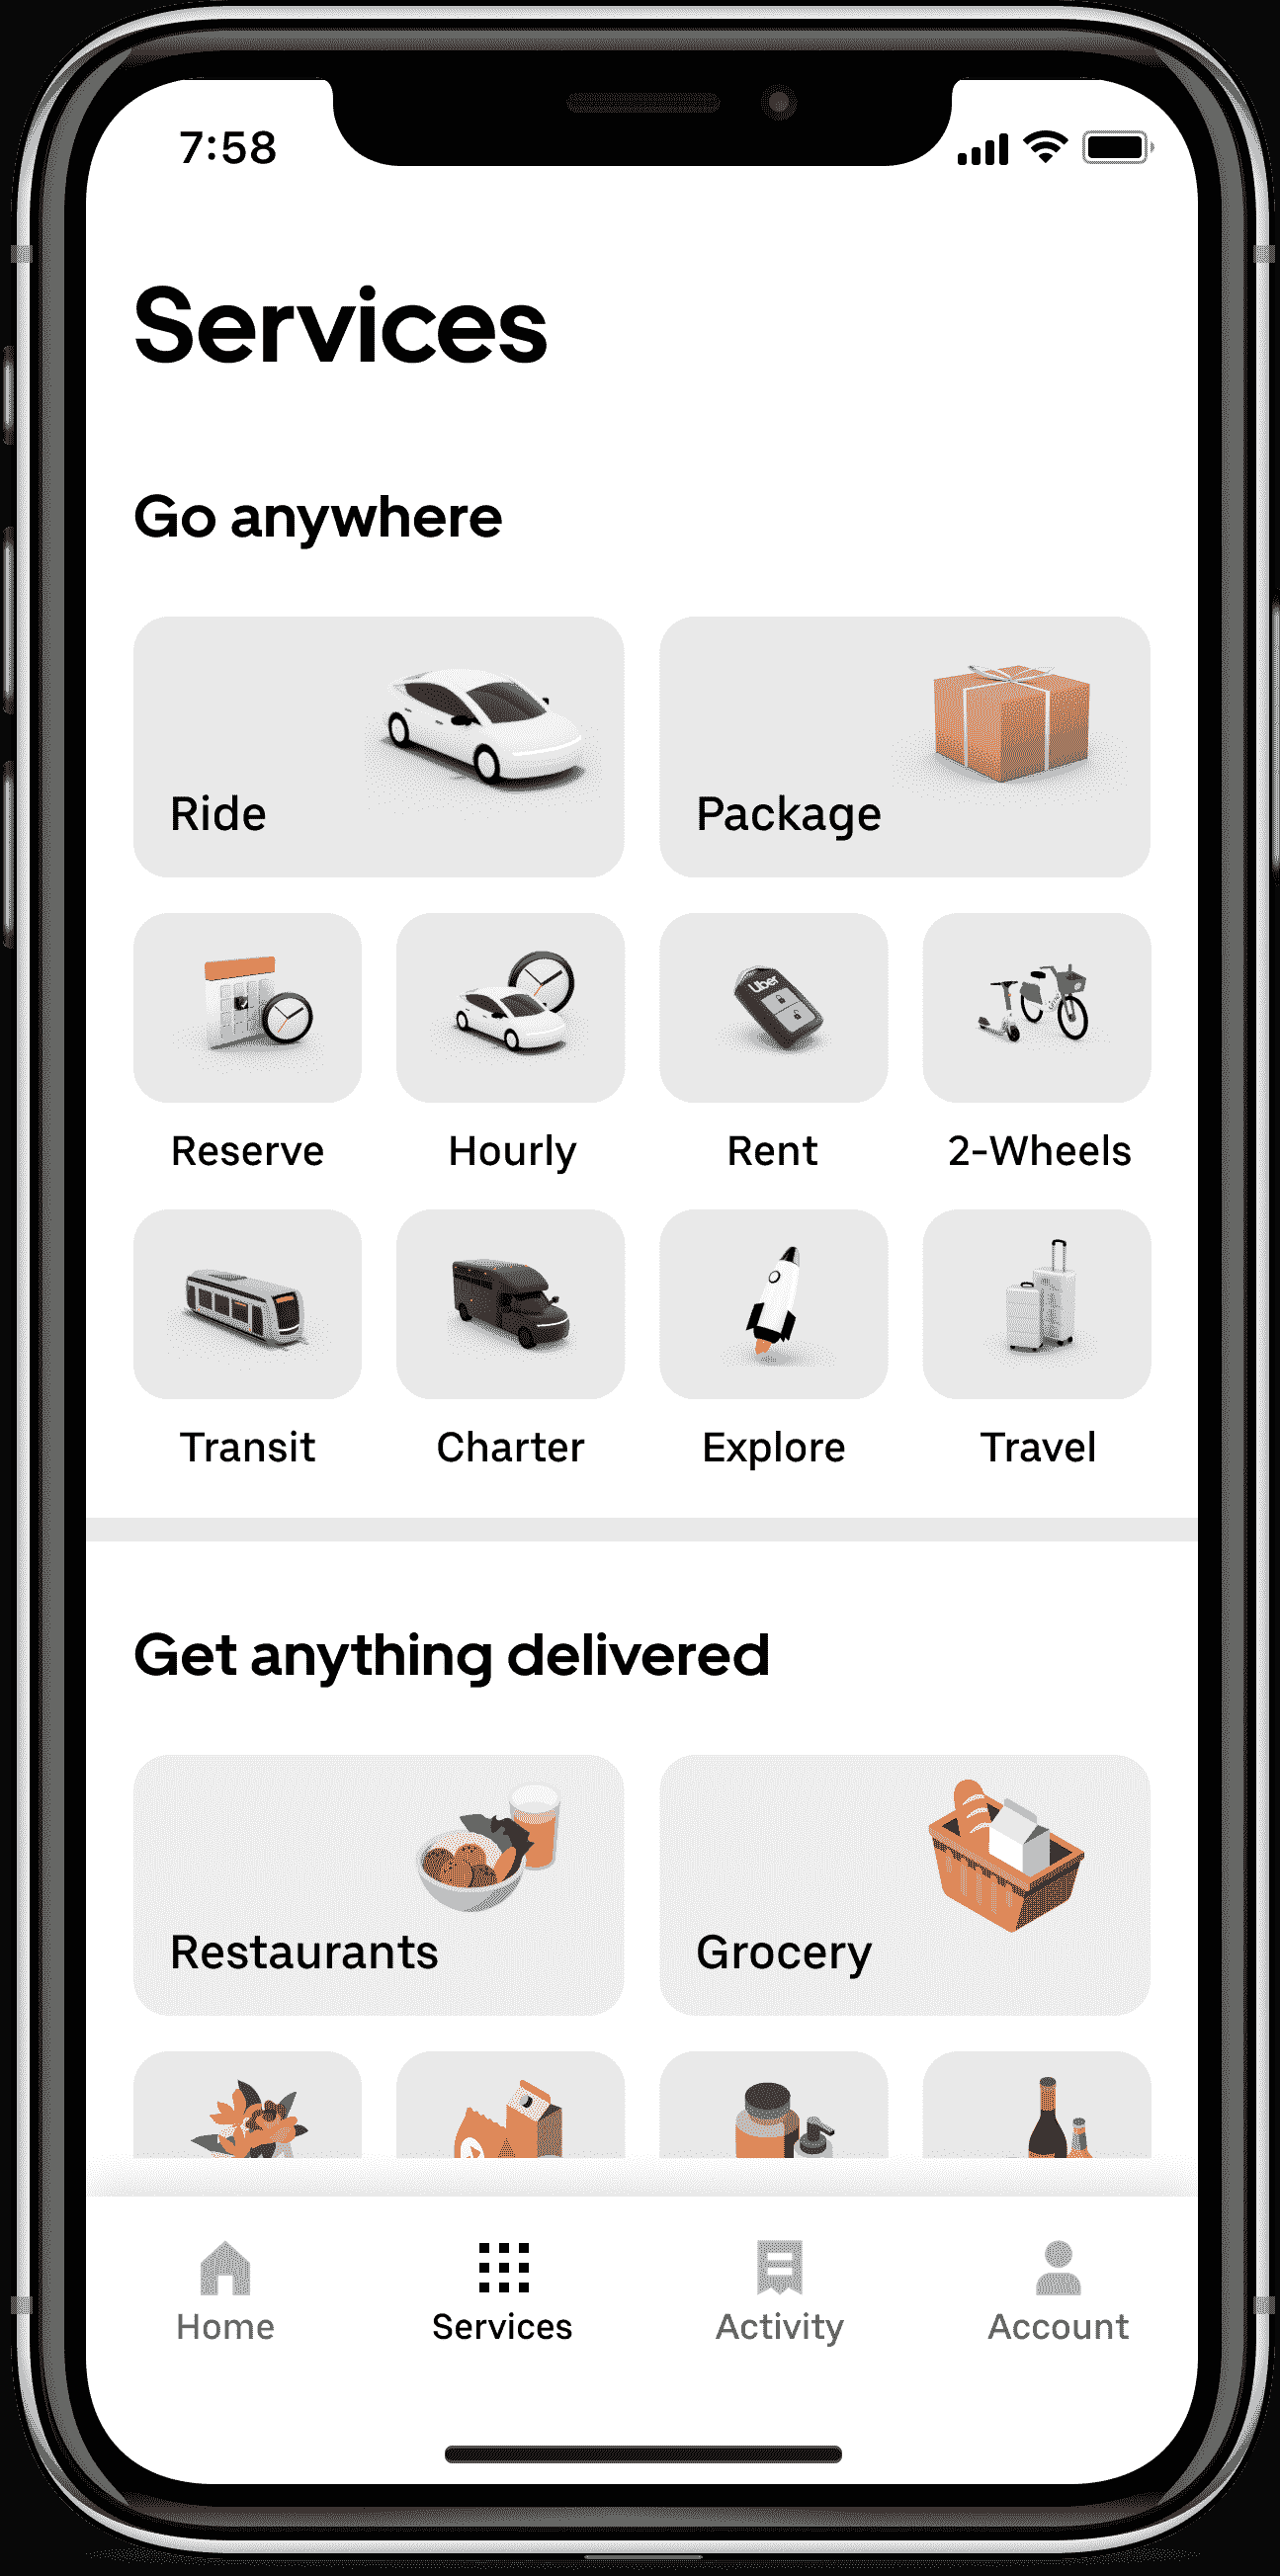 7:58
Services
Go anywhere
Ride
Package
Uber
Reserve
Hourly
Rent
2-Wheels
Transit
Charter
Explore
Travel
Get anything delivered
Restaurants
Grocery
Home
Services
Activity
Account